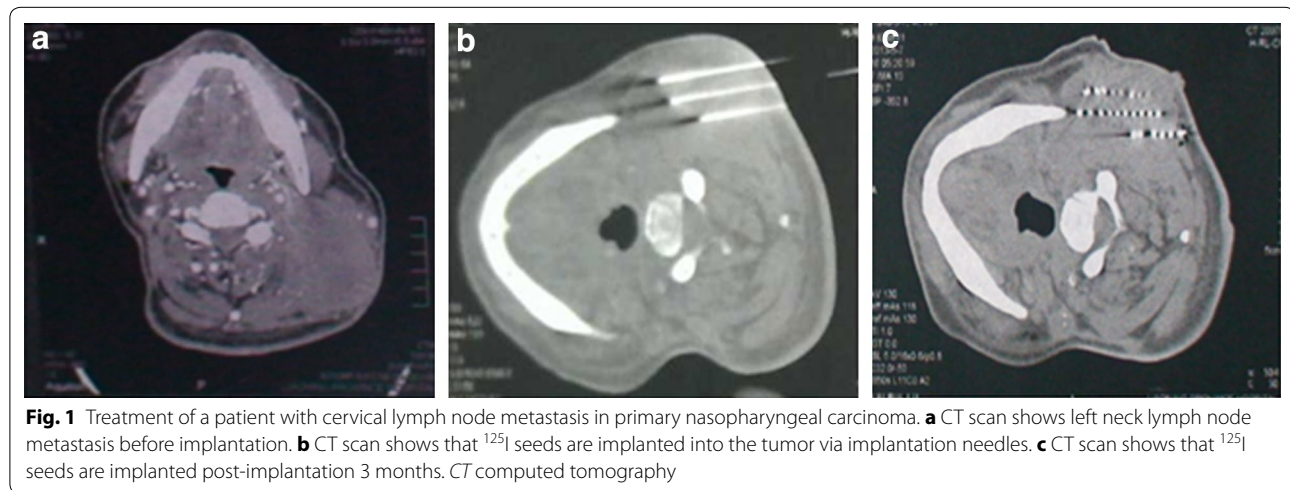 a
b
c
Fig. 1 Treatment of a patient with cervical lymph node metastasis in primary nasopharyngeal carcinoma. a CT scan shows left neck lymph node
metastasis before implantation. b CT scan shows that ¹²⁵I seeds are implanted into the tumor via implantation needles. c CT scan shows that ¹²⁵I
seeds are implanted post-implantation 3 months. CT computed tomography